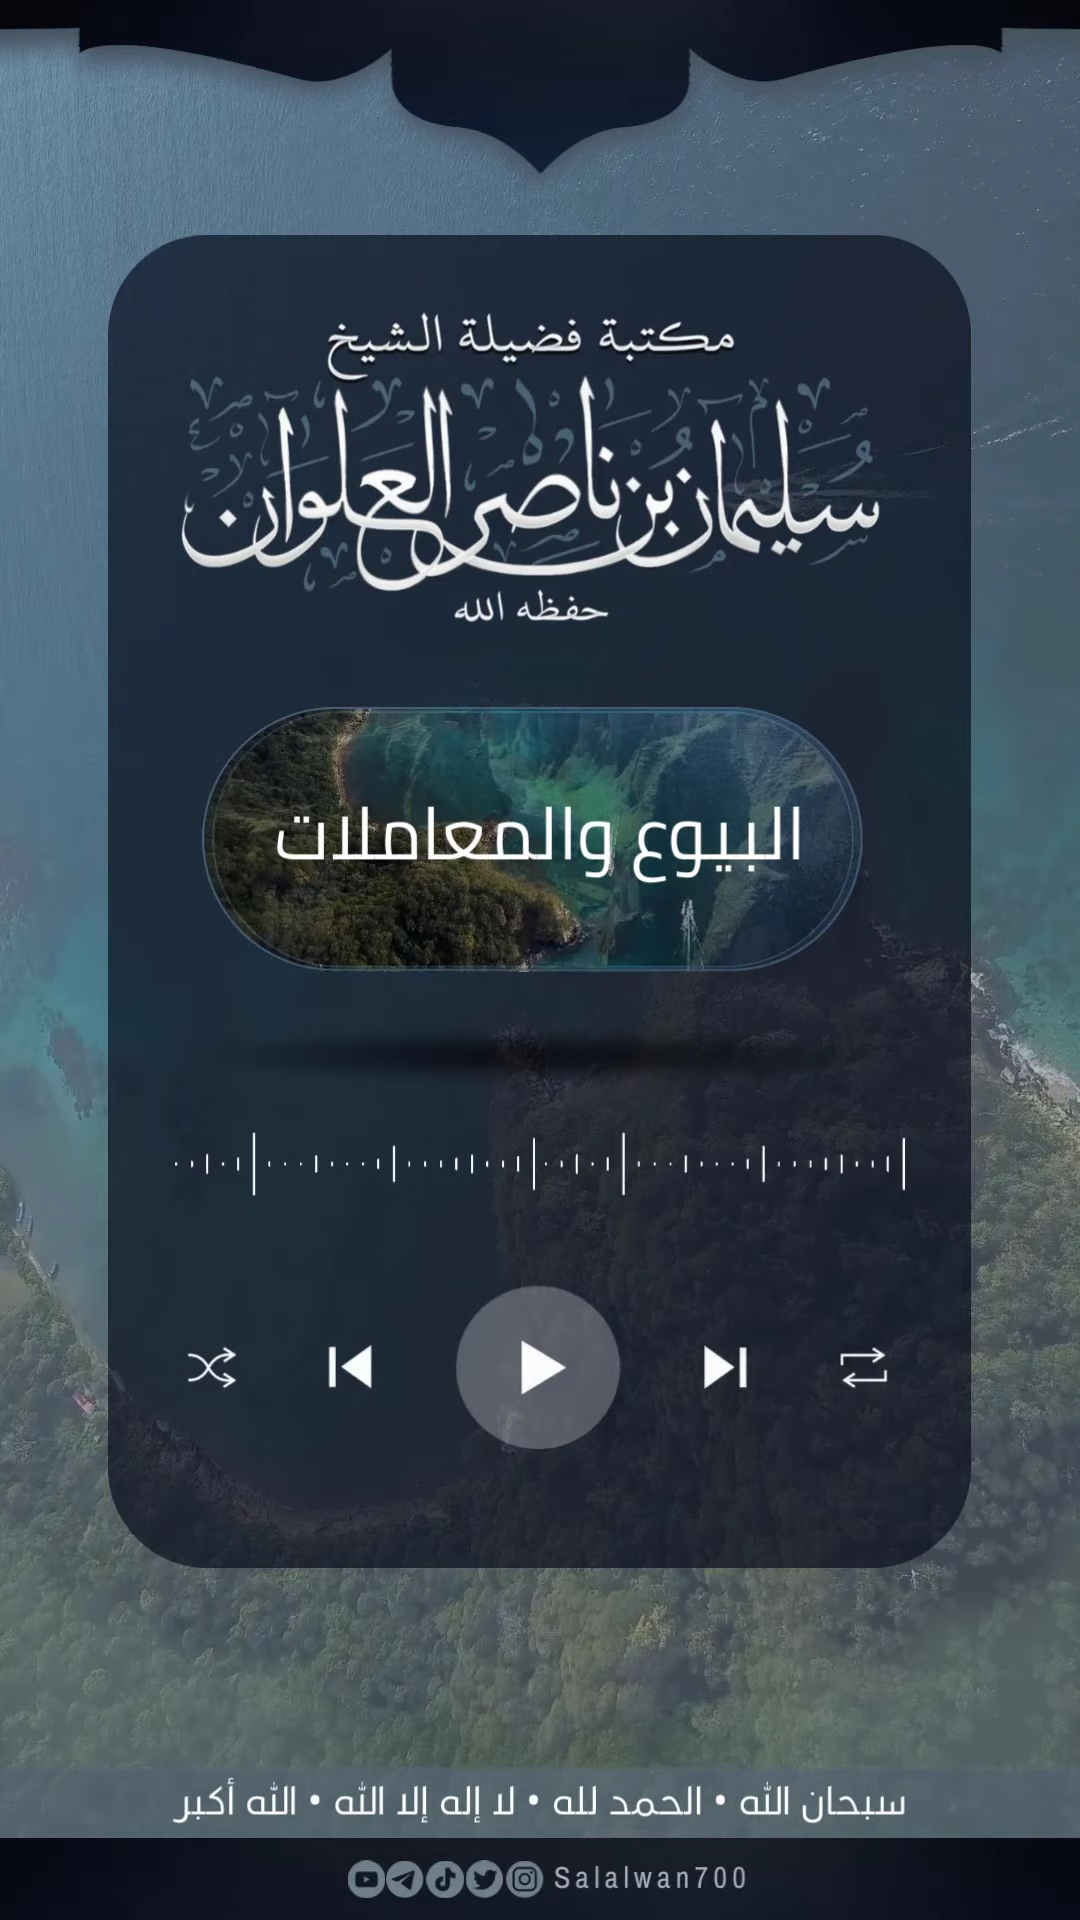 مكتبة فضيلة الشيخ
سليمان بن ناصر العلوان
حفظه الله
البيوع والمعاملات
سبحان الله • الحمد لله • لا إله إلا الله • الله أكبر
Salalwan700